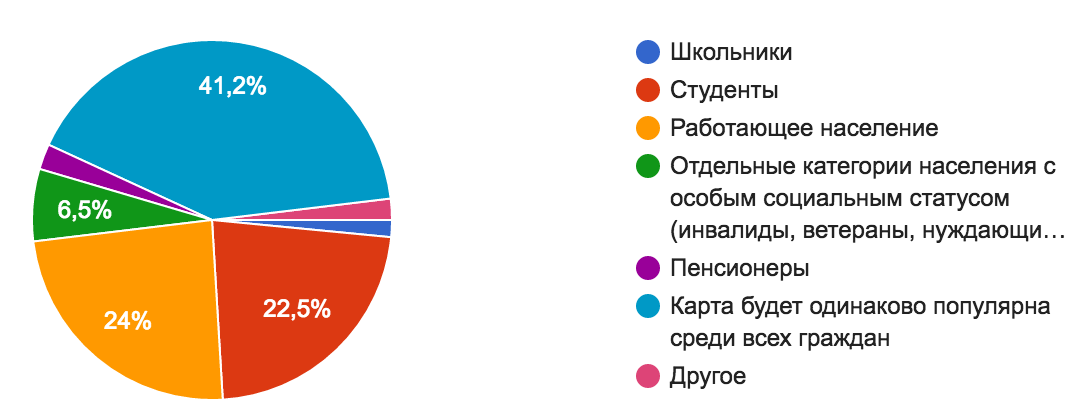 41,2%
6,5%
24%
22,5%
Школьники
Студенты
Работающее население
Отдельные категории населения с
особым социальным статусом
(инвалиды, ветераны, нуждающи…
Пенсионеры
Карта будет одинаково популярна
среди всех граждан
Другое